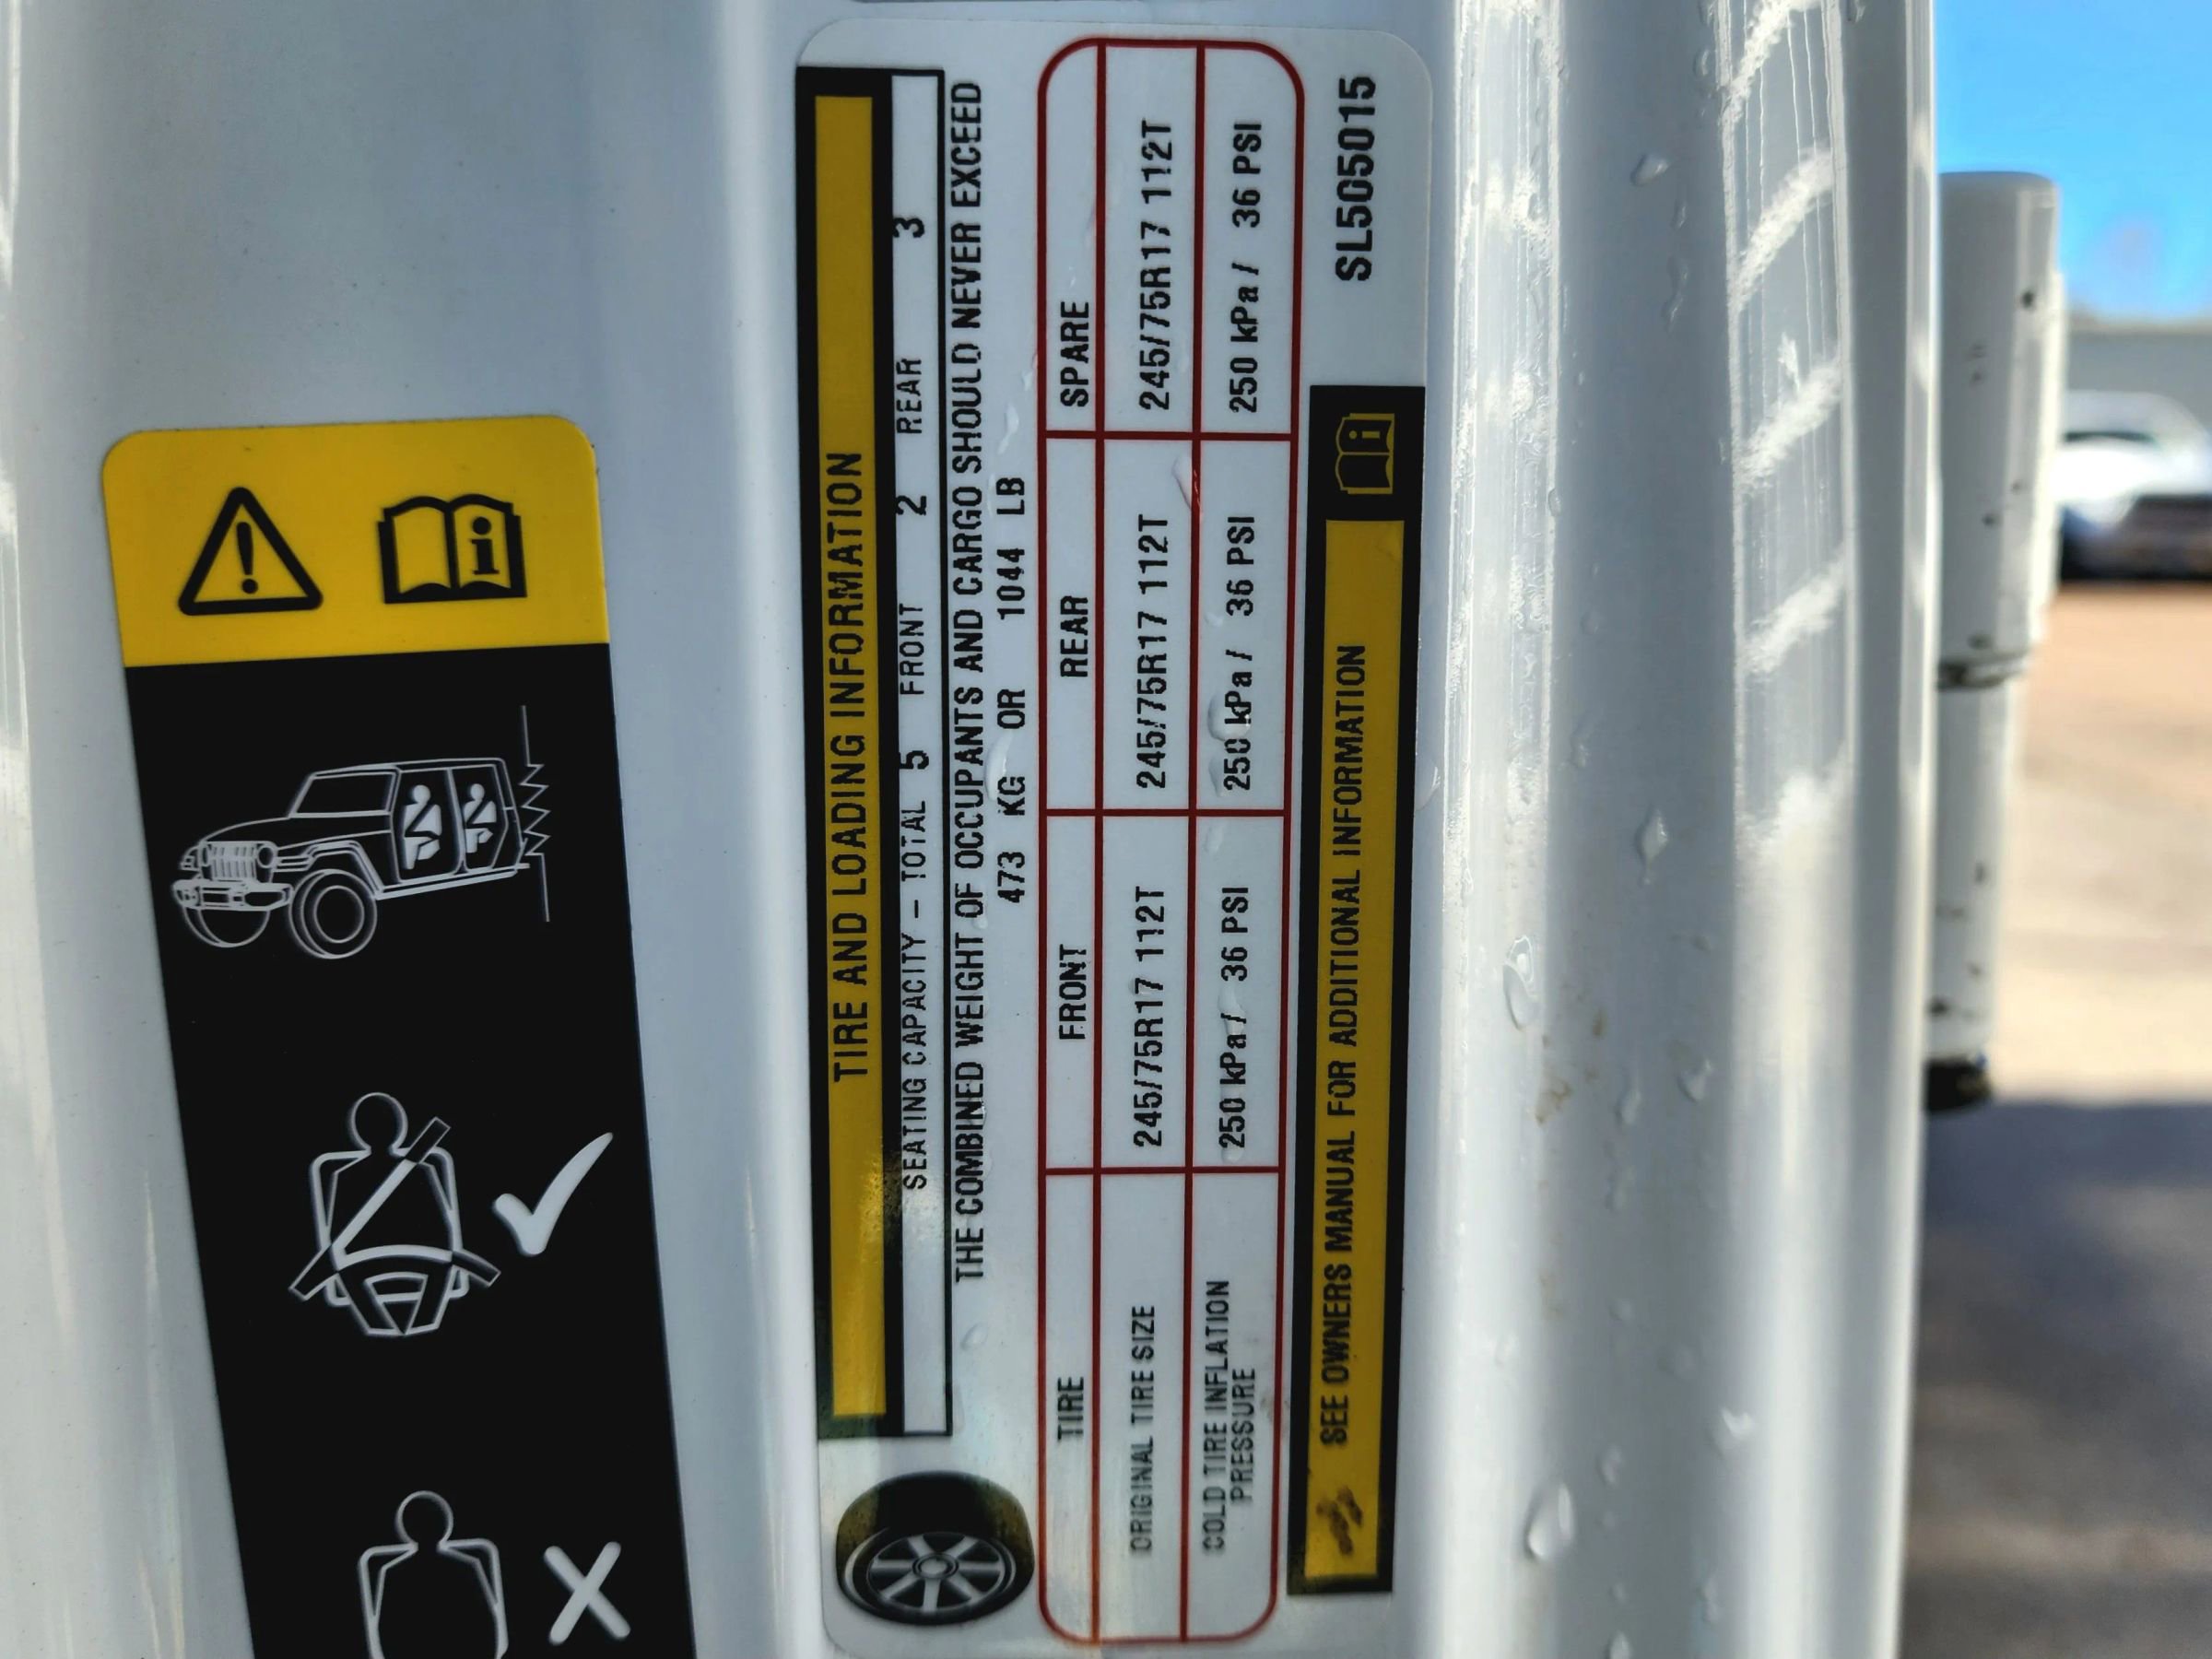 TIRE AND LOADING INFORMATION
SEATING CAPACITY - TOTAL 5 FRONT 2 REAR 3
THE COMBINED WEIGHT OF OCCUPANTS AND CARGO SHOULD NEVER EXCEED
473 KG OR 1044 LB
TIRE FRONT REAR SPARE
ORIGINAL TIRE SIZE 245/75R17 112T 245/75R17 112T 245/75R17 112T
COLD TIRE INFLATION PRESSURE 250 kPa / 36 PSI 250 kPa / 36 PSI 250 kPa / 36 PSI
SEE OWNERS MANUAL FOR ADDITIONAL INFORMATION
SL505015